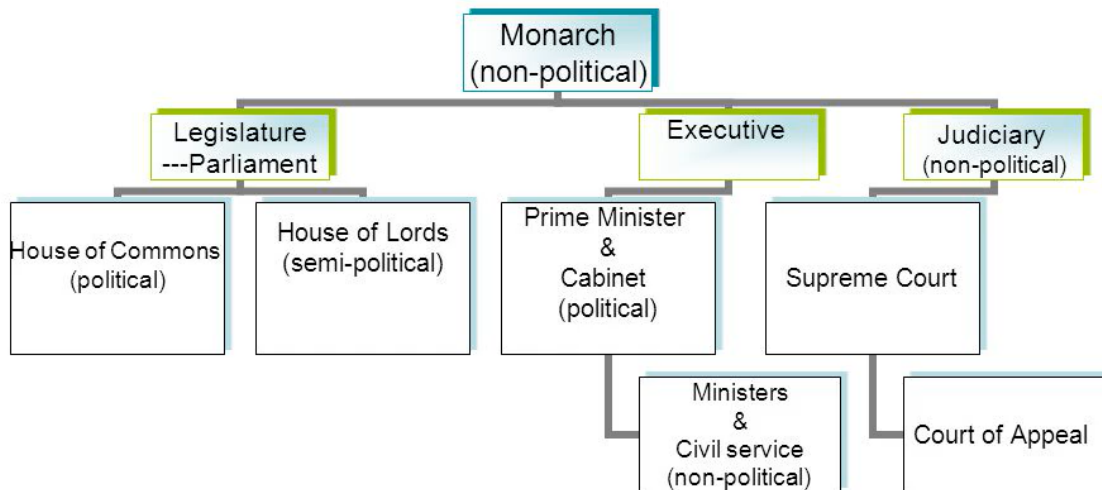 Monarch
(non-political)
Legislature
---Parliament
Executive
Judiciary
(non-political)
House of Commons
(political)
House of Lords
(semi-political)
Prime Minister
&
Cabinet
(political)
Supreme Court
Ministers
&
Civil service
(non-political)
Court of Appeal